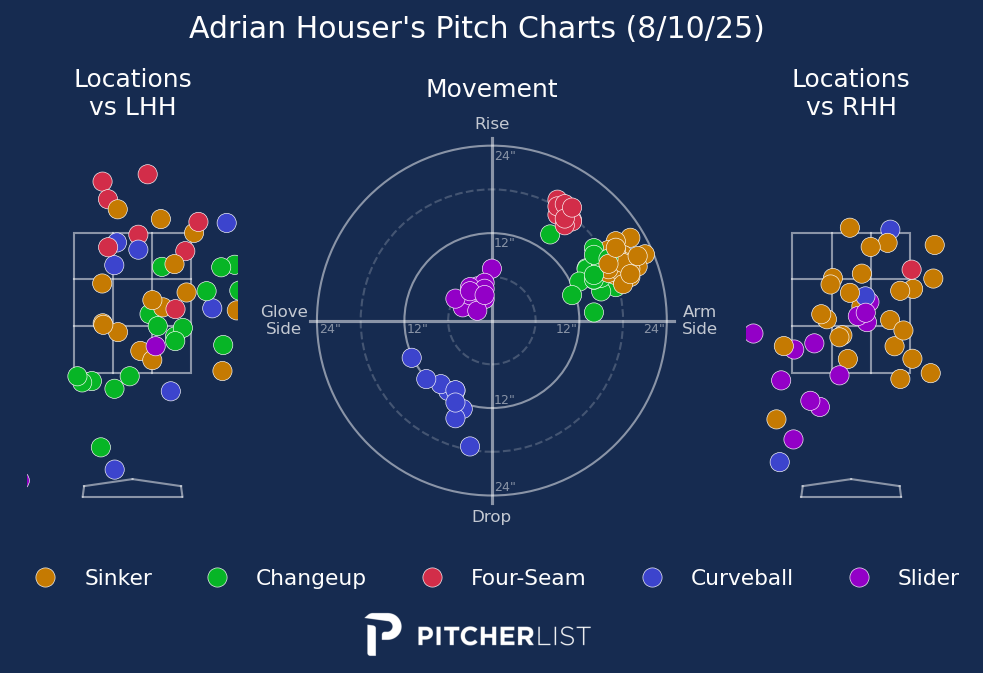 Adrian Houser's Pitch Charts (8/10/25)
Locations
vs LHH
Movement
Locations
vs RHH
Rise
24"
12"
Glove
Side
24"
12"
12"
24"
Arm
Side
12"
24"
Drop
Sinker
Changeup
Four-Seam
Curveball
Slider
PITCHERLIST